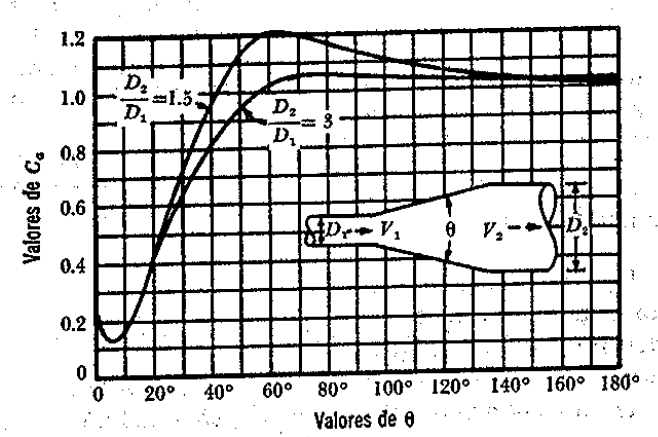 1.2
1.0
0.8
0.6
0.4
0.2
0
Valores de C_c
D₂/D₁=1.5
D₂/D₁=3
D₁ V₁ θ V₂ D₂
0 20° 40° 60° 80° 100° 120° 140° 160° 180°
Valores de θ